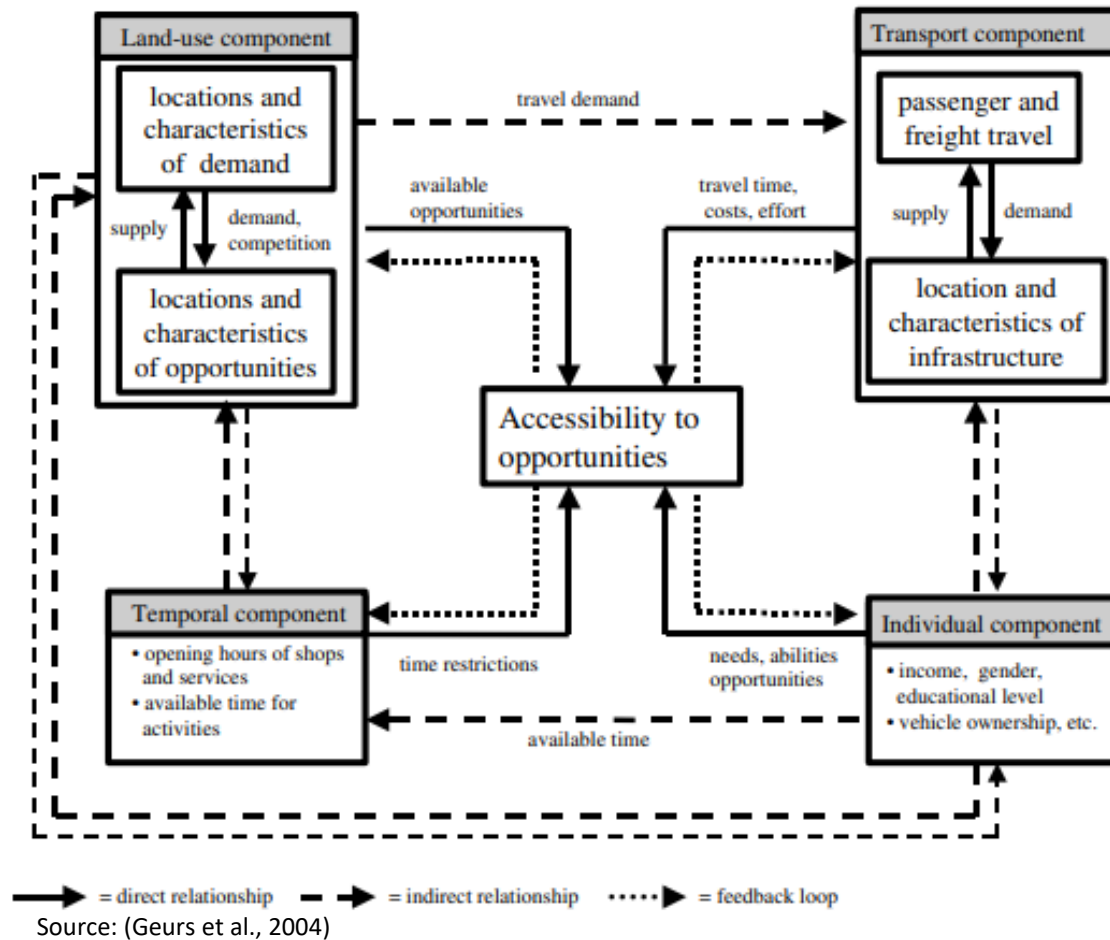 Land-use component
locations and
characteristics
of demand
supply
demand,
competition
locations and
characteristics
of opportunities
travel demand
available
opportunities
travel time,
costs, effort
Transport component
passenger and
freight travel
supply
demand
location and
characteristics of
infrastructure
Accessibility to
opportunities
Temporal component
• opening hours of shops
and services
• available time for
activities
time restrictions
needs, abilities
opportunities
available time
Individual component
• income, gender,
educational level
• vehicle ownership, etc.
= direct relationship
= indirect relationship
= feedback loop
Source: (Geurs et al., 2004)